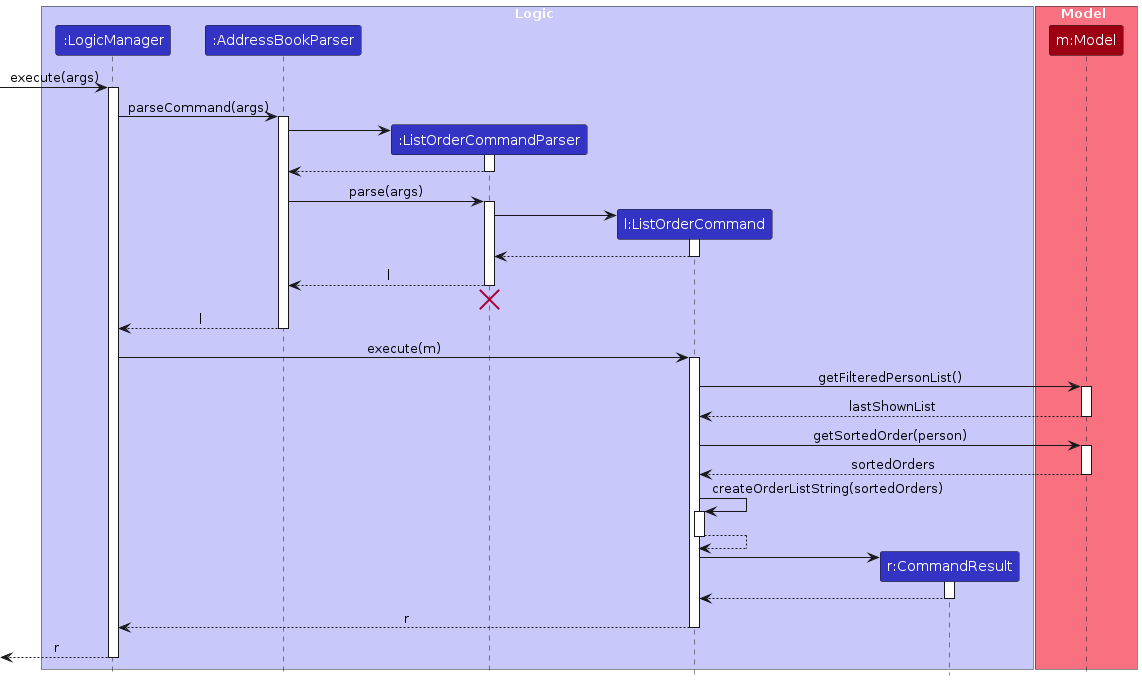 Logic
Model
:LogicManager
:AddressBookParser
m:Model
execute(args)
parseCommand(args)
:ListOrderCommandParser
parse(args)
l:ListOrderCommand
l
l
execute(m)
getFilteredPersonList()
lastShownList
getSortedOrder(person)
sortedOrders
createOrderListString(sortedOrders)
r:CommandResult
r
r